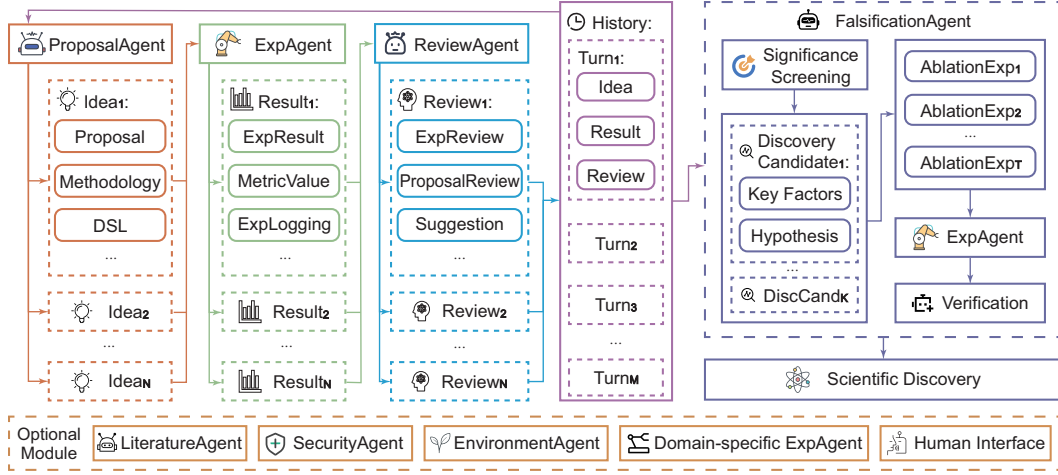 ProposalAgent
Idea1:
Proposal
Methodology
DSL
...
Idea2
...
IdeaN
ExpAgent
Result1:
ExpResult
MetricValue
ExpLogging
...
Result2
...
ResultN
ReviewAgent
Review1:
ExpReview
ProposalReview
Suggestion
...
Review2
...
ReviewN
History:
Turn1:
Idea
Result
Review
Turn2
Turn3
...
TurnM
FalsificationAgent
Significance
Screening
Discovery
Candidate1:
Key Factors
Hypothesis
...
DiscCandK
AblationExp1
AblationExp2
...
AblationExpT
ExpAgent
Verification
Scientific Discovery
Optional
Module
LiteratureAgent
SecurityAgent
EnvironmentAgent
Domain-specific ExpAgent
Human Interface